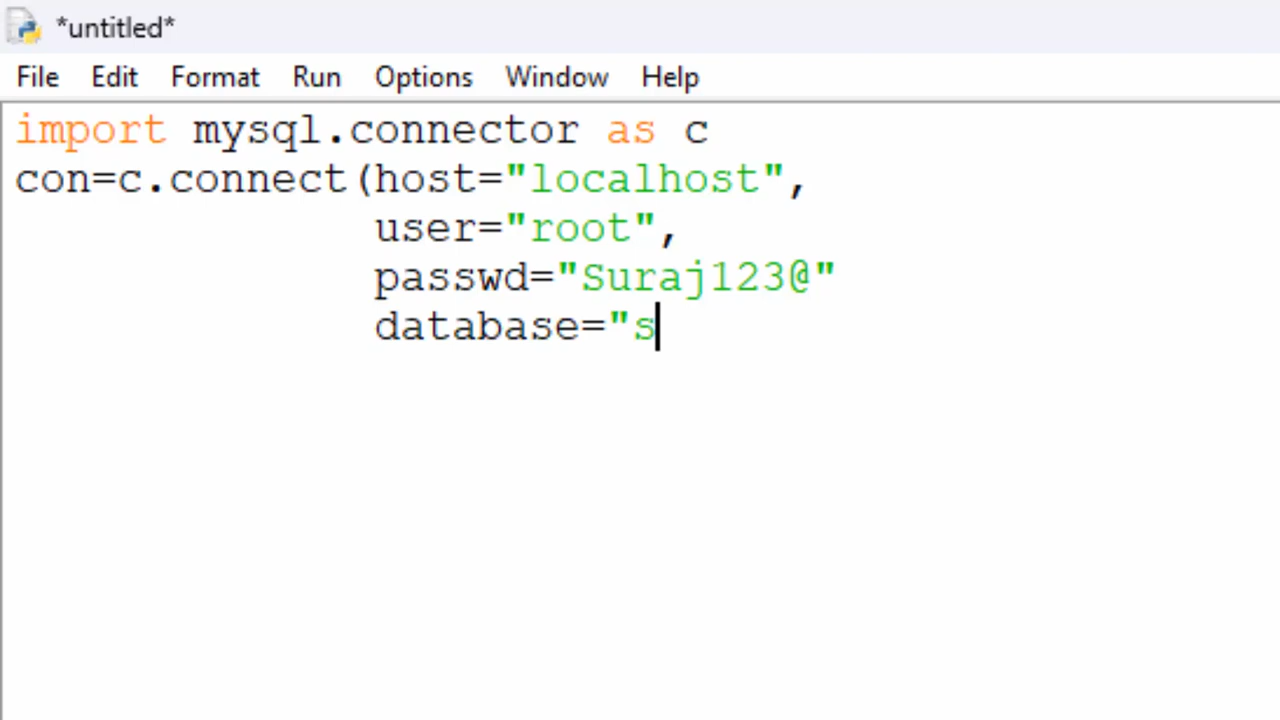 *untitled*
File Edit Format Run Options Window Help
import mysql.connector as c
con=c.connect(host="localhost",
user="root",
passwd="Suraj123@"
database="s